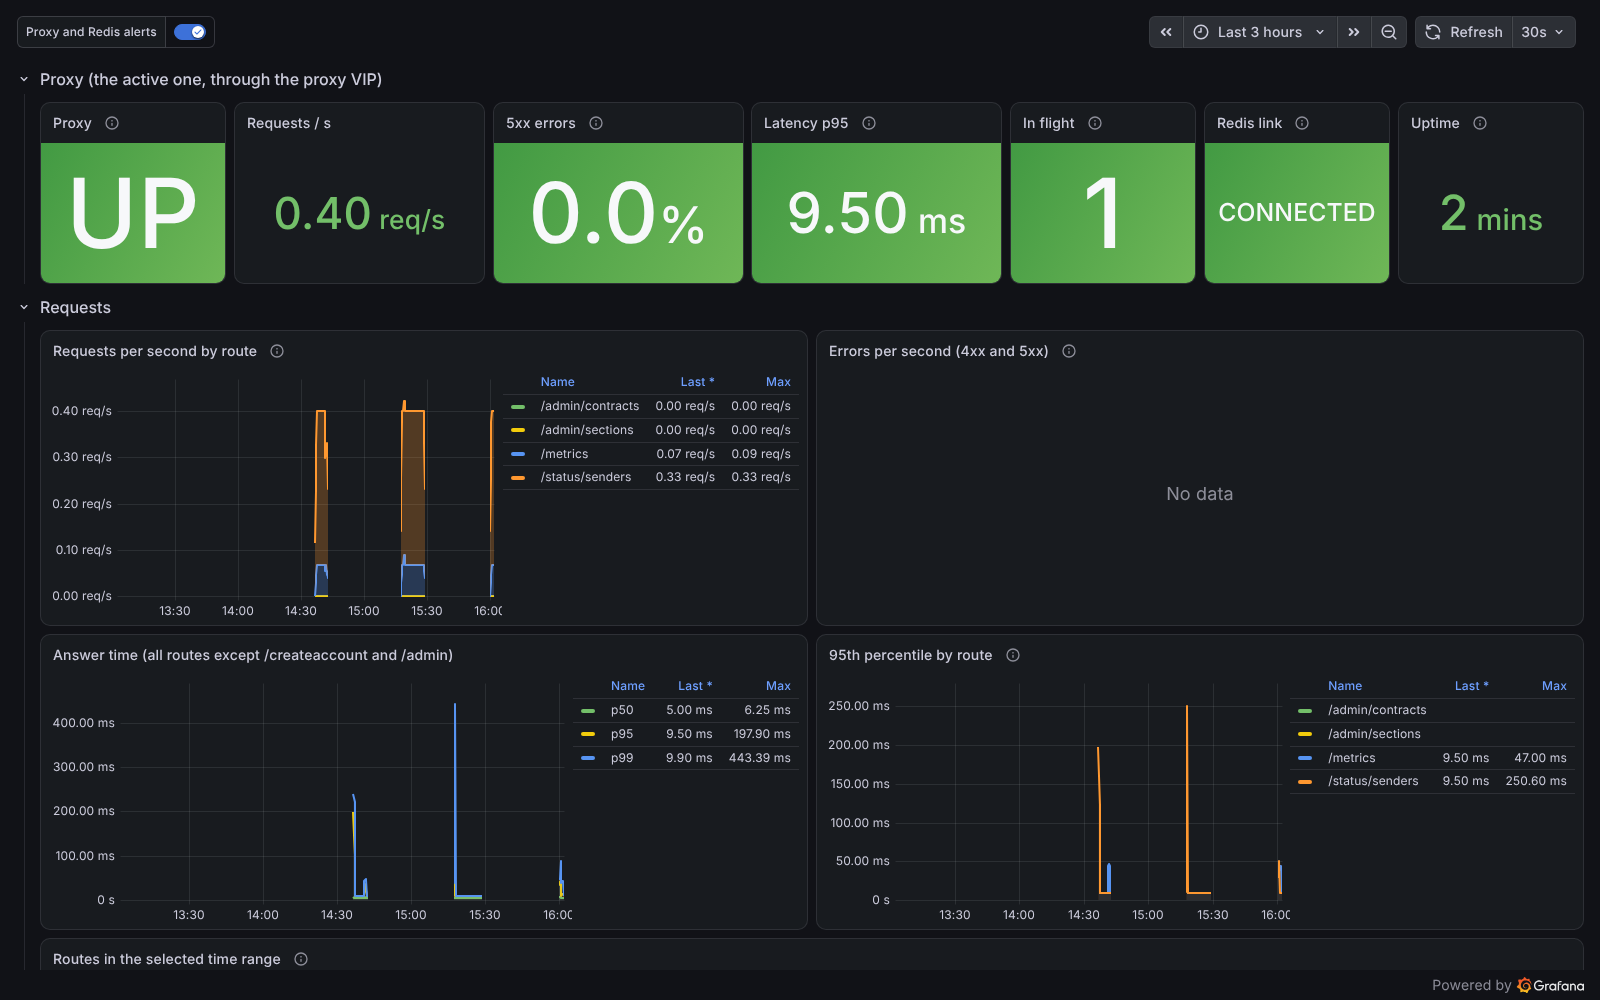 Proxy and Redis alerts
Last 3 hours
Refresh
30s
Proxy (the active one, through the proxy VIP)
Proxy
UP
Requests / s
0.40 req/s
5xx errors
0.0%
Latency p95
9.50 ms
In flight
1
Redis link
CONNECTED
Uptime
2 mins
Requests
Requests per second by route
0.40 req/s
0.30 req/s
0.20 req/s
0.10 req/s
0.00 req/s
13:30 14:00 14:30 15:00 15:30 16:00
Name Last * Max
/admin/contracts 0.00 req/s 0.00 req/s
/admin/sections 0.00 req/s 0.00 req/s
/metrics 0.07 req/s 0.09 req/s
/status/senders 0.33 req/s 0.33 req/s
Errors per second (4xx and 5xx)
No data
Answer time (all routes except /createaccount and /admin)
400.00 ms
300.00 ms
200.00 ms
100.00 ms
0 s
13:30 14:00 14:30 15:00 15:30 16:00
Name Last * Max
p50 5.00 ms 6.25 ms
p95 9.50 ms 197.90 ms
p99 9.90 ms 443.39 ms
95th percentile by route
250.00 ms
200.00 ms
150.00 ms
100.00 ms
50.00 ms
0 s
13:30 14:00 14:30 15:00 15:30 16:00
Name Last * Max
/admin/contracts
/admin/sections
/metrics 9.50 ms 47.00 ms
/status/senders 9.50 ms 250.60 ms
Routes in the selected time range
Powered by Grafana